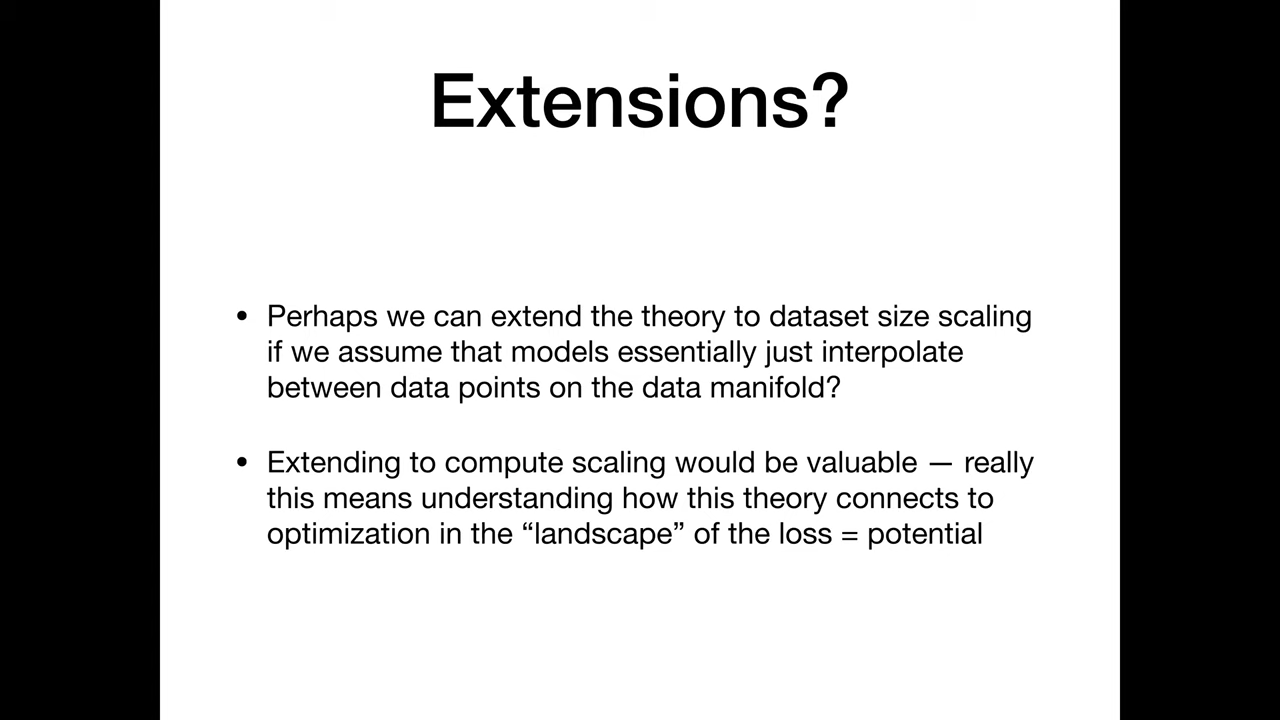 Extensions?
• Perhaps we can extend the theory to dataset size scaling
if we assume that models essentially just interpolate
between data points on the data manifold?
• Extending to compute scaling would be valuable — really
this means understanding how this theory connects to
optimization in the “landscape” of the loss = potential